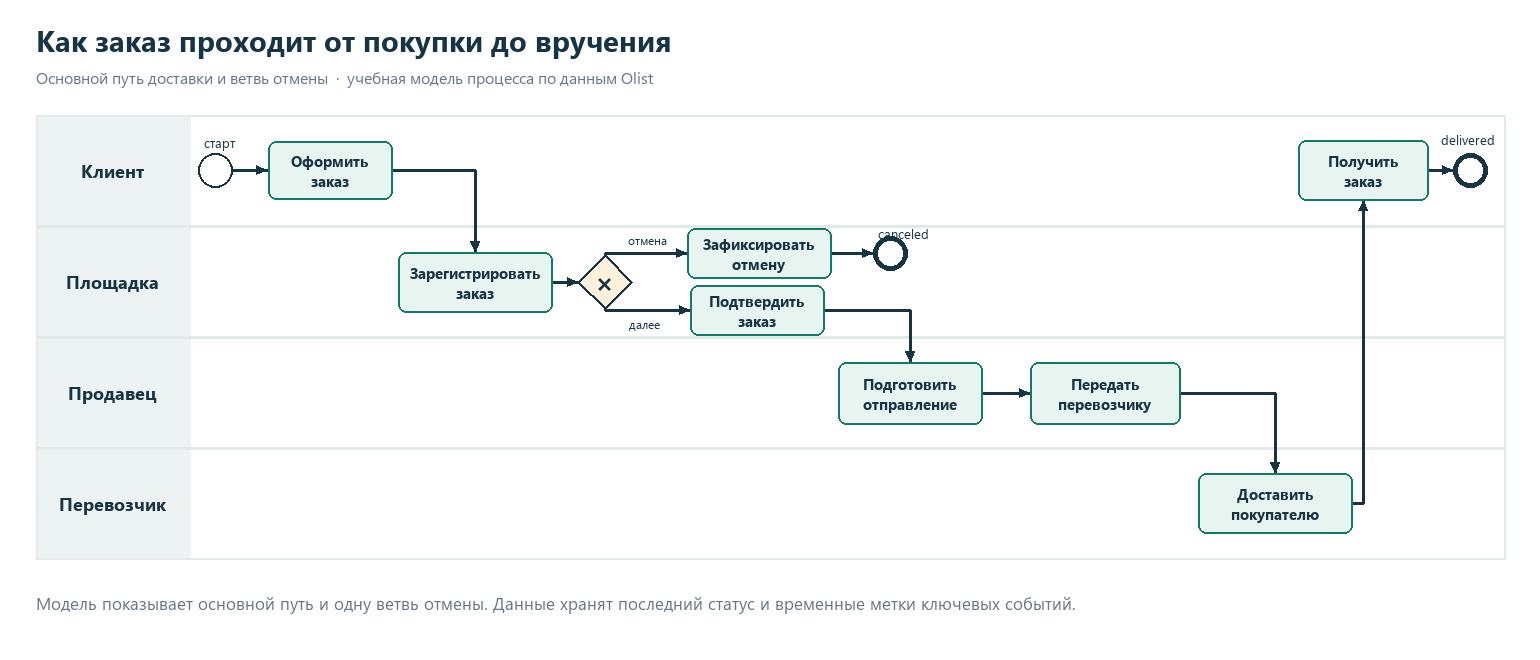 Как заказ проходит от покупки до вручения
Основной путь доставки и ветвь отмены · учебная модель процесса по данным Olist
Клиент
старт
Оформить
заказ
Получить
заказ
delivered
Площадка
Зарегистрировать
заказ
×
отмена
далее
Зафиксировать
отмену
canceled
Подтвердить
заказ
Продавец
Подготовить
отправление
Передать
перевозчику
Перевозчик
Доставить
покупателю
Модель показывает основной путь и одну ветвь отмены. Данные хранят последний статус и временные метки ключевых событий.